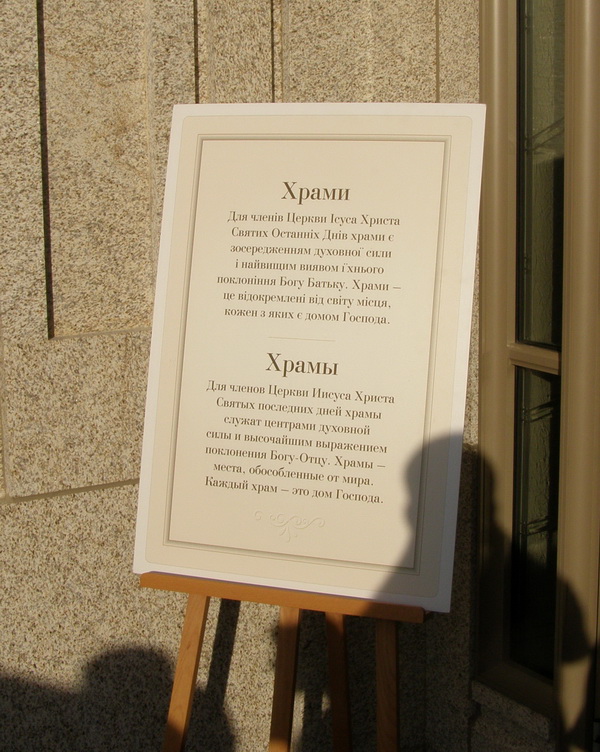 Храми
Для членів Церкви Ісуса Христа
Святих Останніх Днів храми є
зосередженням духовної сили
і найвищим виявом їхнього
поклоніння Богу Батьку. Храми —
це відокремлені від світу місця,
кожен з яких є домом Господа.
Храмы
Для членов Церкви Иисуса Христа
Святых последних дней храмы
служат центрами духовной
силы и высочайшим выражением
поклонения Богу-Отцу. Храмы —
места, обособленные от мира.
Каждый храм — это дом Господа.